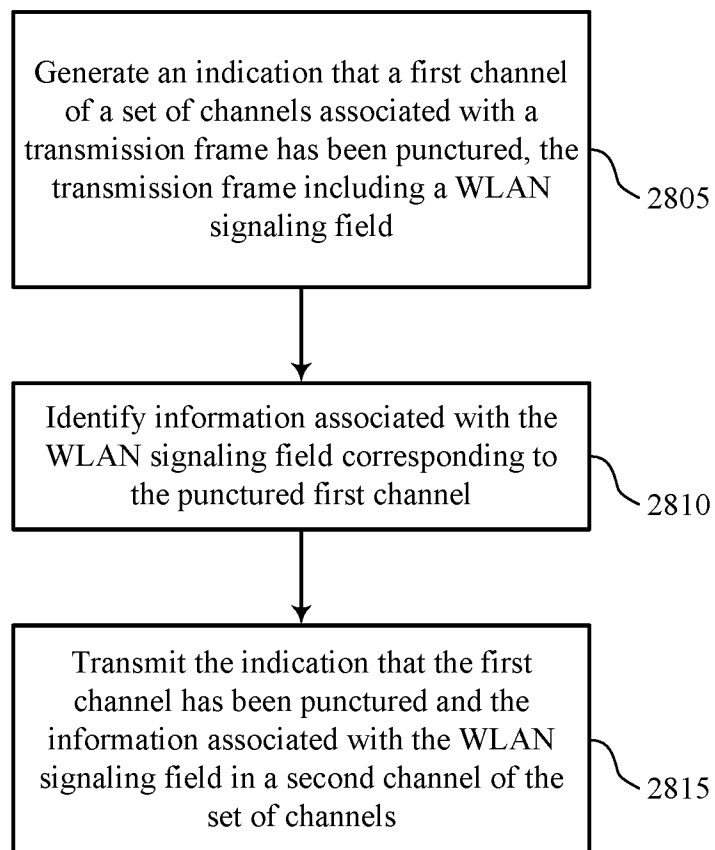 Generate an indication that a first channel
of a set of channels associated with a
transmission frame has been punctured, the
transmission frame including a WLAN
signaling field
2805
Identify information associated with the
WLAN signaling field corresponding to
the punctured first channel
2810
Transmit the indication that the first
channel has been punctured and the
information associated with the WLAN
signaling field in a second channel of the
set of channels
2815